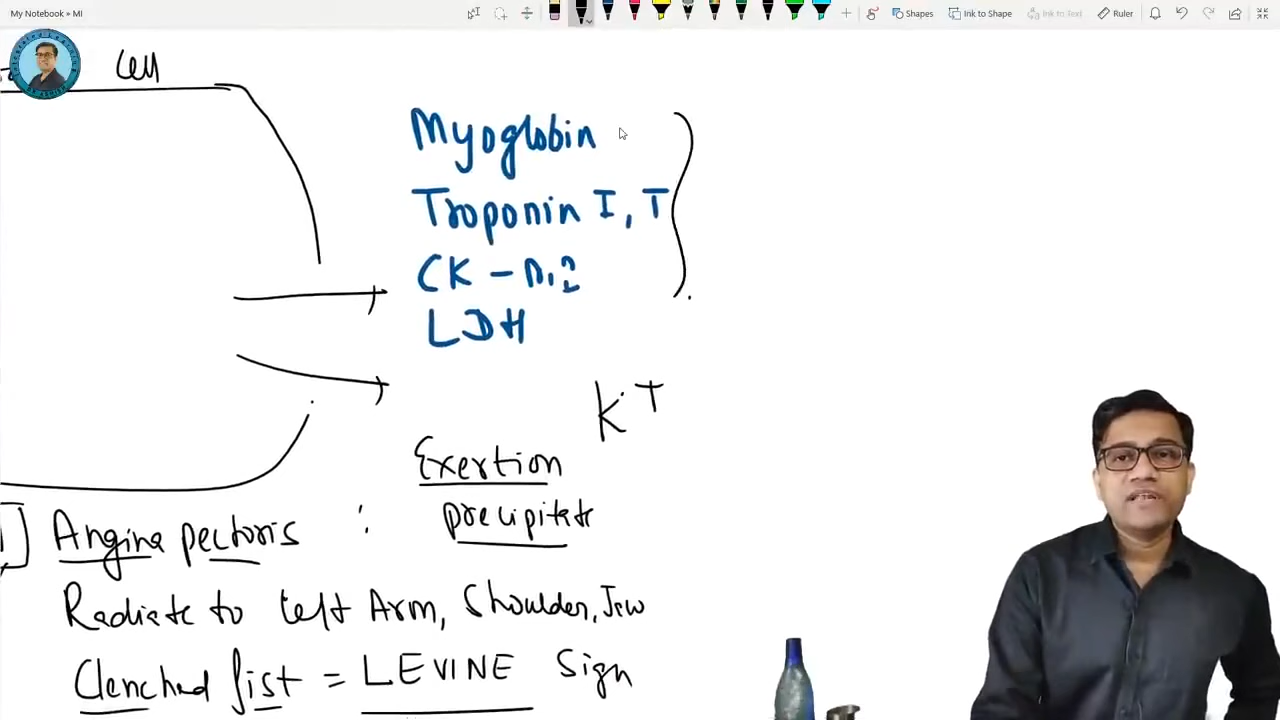 My Notebook » MI
Shapes
Ink to Shape
Ink to Text
Ruler
Cell
Myoglobin
Troponin I, T
CK -
LDH
K+
Exertion
precipitate
Angina pectoris :
Radiate to left Arm, Shoulder, Jaw
Clenched fist = LEVINE Sign